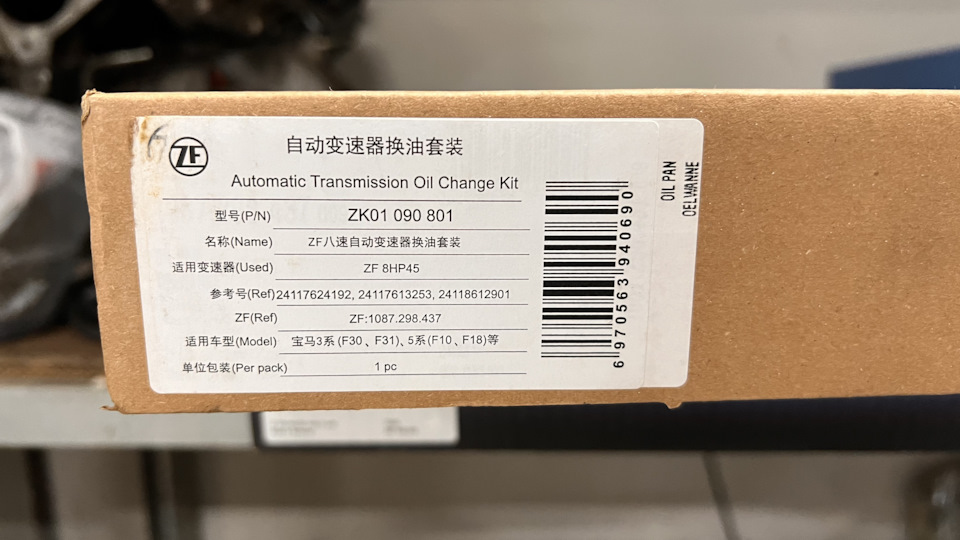 ZF
自动变速器换油套装
Automatic Transmission Oil Change Kit
型号(P/N) ZK01 090 801
名称(Name) ZF八速自动变速器换油套装
适用变速器(Used) ZF 8HP45
参考号(Ref) 24117624192, 24117613253, 24118612901
ZF(Ref) ZF:1087.298.437
适用车型(Model) 宝马3系(F30、F31)、5系(F10、F18)等
单位包装(Per pack) 1 pc
6 970563 940690
OIL PAN
OELWANNE